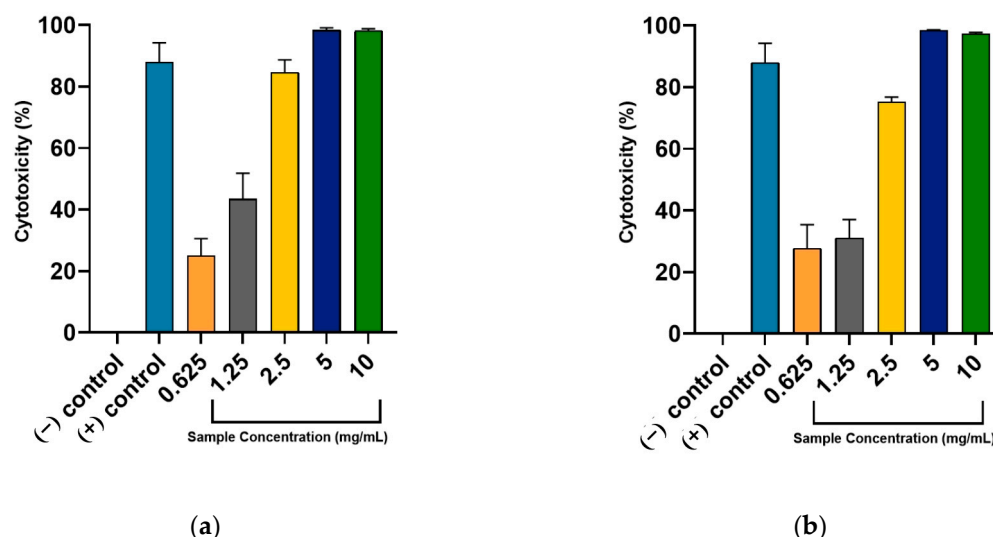 Cytotoxicity (%)
100
80
60
40
20
0
(−) control
(+) control
0.625
1.25
2.5
5
10
Sample Concentration (mg/mL)
(a)
Cytotoxicity (%)
100
80
60
40
20
0
(−) control
(+) control
0.625
1.25
2.5
5
10
Sample Concentration (mg/mL)
(b)